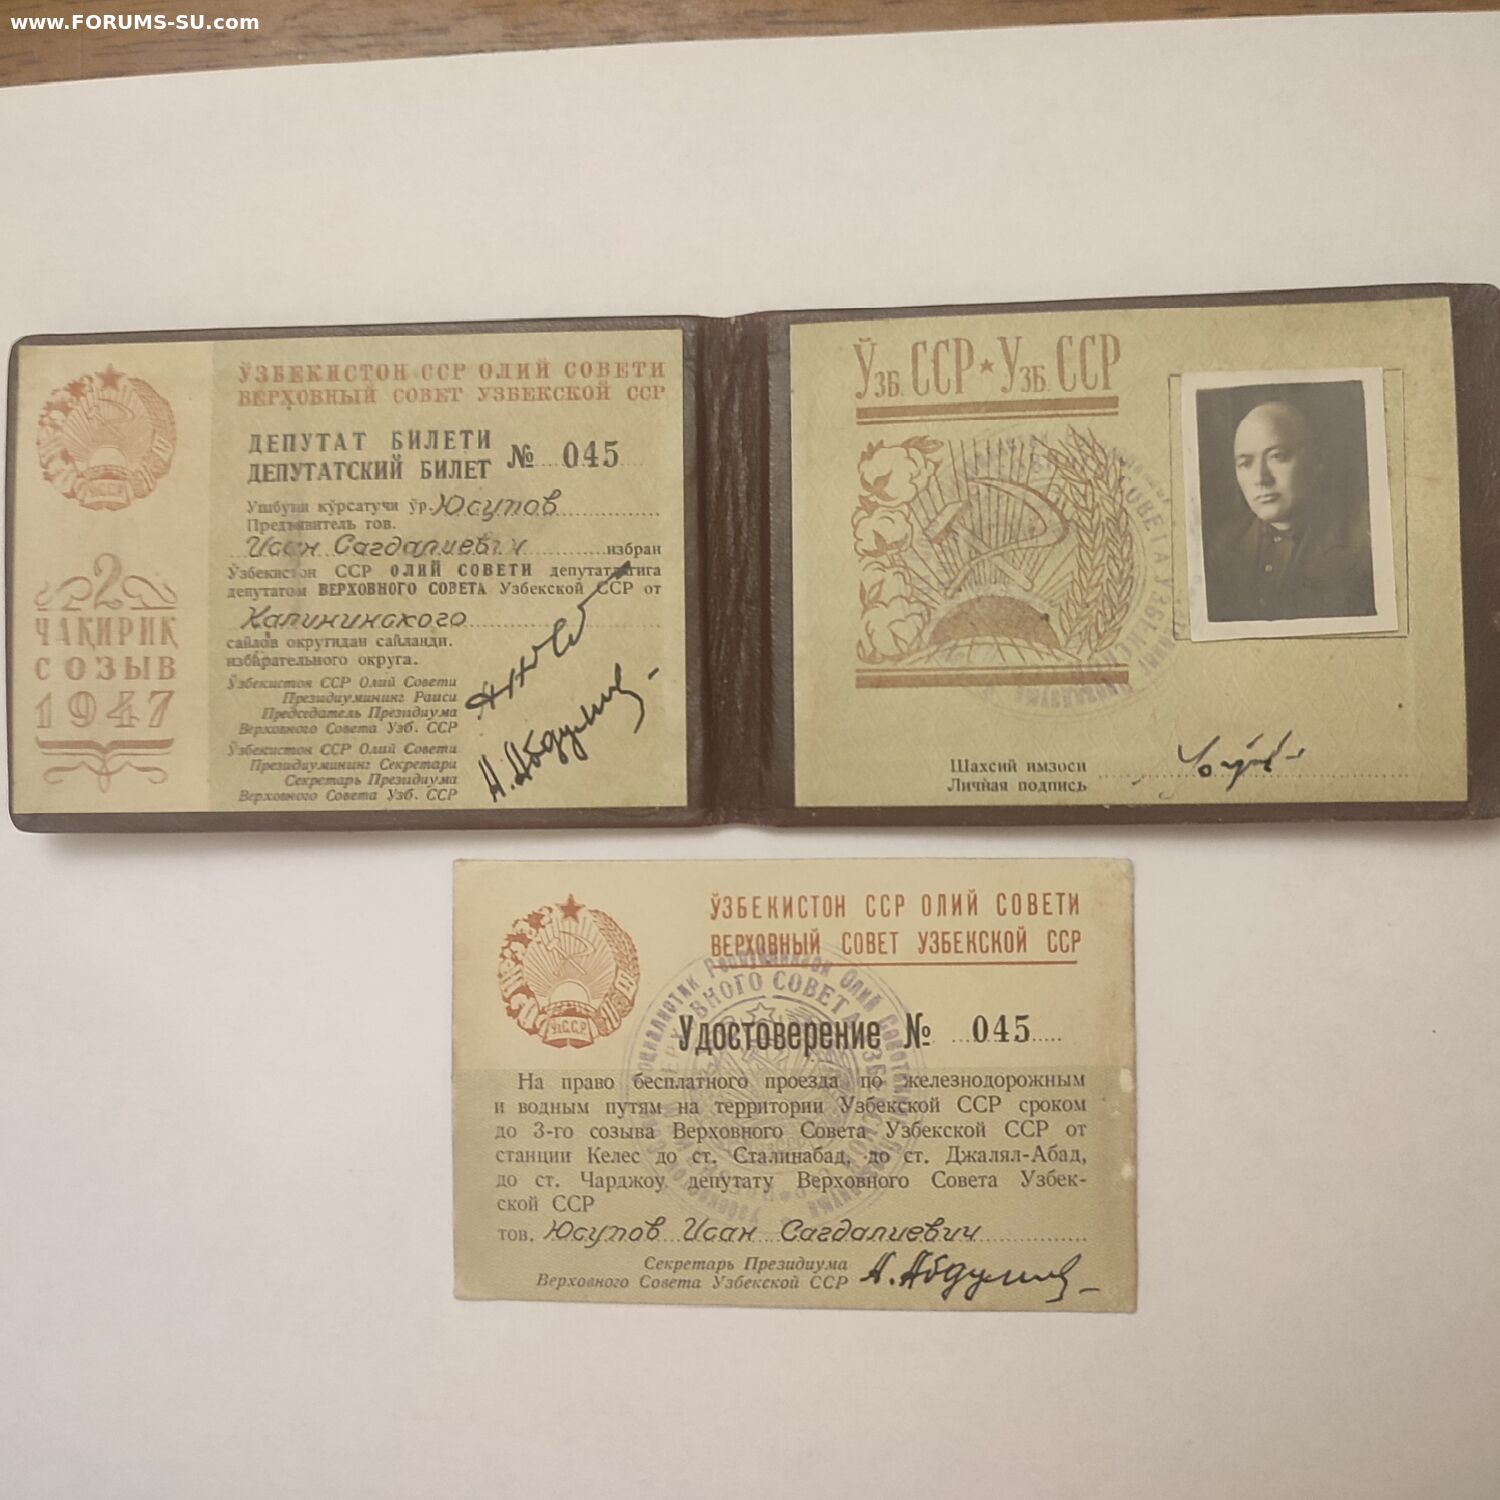 www.FORUMS-SU.com
ЎЗБЕКИСТОН ССР ОЛИЙ СОВЕТИ
ВЕРХОВНЫЙ СОВЕТ УЗБЕКСКОЙ ССР
ДЕПУТАТ БИЛЕТИ
ДЕПУТАТСКИЙ БИЛЕТ № 045
Ушбуни кўрсатучи ўр. Юсупов
Предъявитель тов.
Исан Сагдалиевич избран
Ўзбекистон ССР ОЛИЙ СОВЕТИ депутатлигига
депутатом ВЕРХОВНОГО СОВЕТА Узбекской ССР от
Калининского
сайлов округидан сайланди.
избирательного округа.
Ўзбекистон ССР Олий Совети
Президиумининг Раиси
Председатель Президиума
Верховного Совета Узб. ССР
Ўзбекистон ССР Олий Совети
Президиумининг Секретари
Секретарь Президиума
Верховного Совета Узб. ССР
2
ЧАҚИРИҚ
СОЗЫВ
1947
Ўзб. ССР ★ Узб. ССР
Шахсий имзоси
Личная подпись
ЎЗБЕКИСТОН ССР ОЛИЙ СОВЕТИ
ВЕРХОВНЫЙ СОВЕТ УЗБЕКСКОЙ ССР
Удостоверение № 045
На право бесплатного проезда по железнодорожным
и водным путям на территории Узбекской ССР сроком
до 3-го созыва Верховного Совета Узбекской ССР от
станции Келес до ст. Сталинабад, до ст. Джалял-Абад,
до ст. Чарджоу депутату Верховного Совета Узбек-
ской ССР
тов. Юсупов Исан Сагдалиевич
Секретарь Президиума
Верховного Совета Узбекской ССР